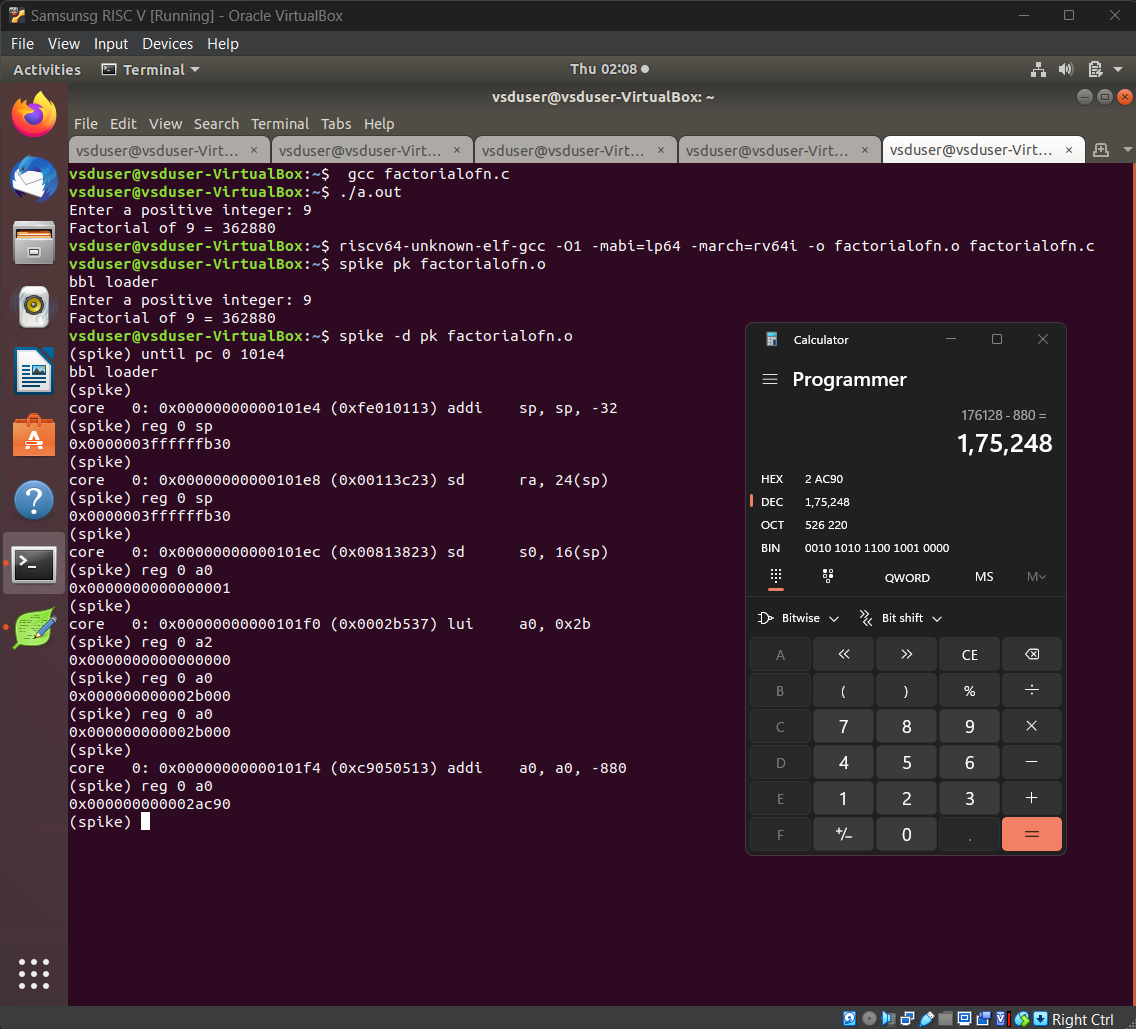 Samsunsg RISC V [Running] - Oracle VirtualBox
File View Input Devices Help
Activities Terminal Thu 02:08
vsduser@vsduser-VirtualBox: ~
File Edit View Search Terminal Tabs Help
vsduser@vsduser-Virt... × vsduser@vsduser-Virt... × vsduser@vsduser-Virt... × vsduser@vsduser-Virt... × vsduser@vsduser-Virt... ×
vsduser@vsduser-VirtualBox:~$  gcc factorialofn.c
vsduser@vsduser-VirtualBox:~$ ./a.out
Enter a positive integer: 9
Factorial of 9 = 362880
vsduser@vsduser-VirtualBox:~$ riscv64-unknown-elf-gcc -O1 -mabi=lp64 -march=rv64i -o factorialofn.o factorialofn.c
vsduser@vsduser-VirtualBox:~$ spike pk factorialofn.o
bbl loader
Enter a positive integer: 9
Factorial of 9 = 362880
vsduser@vsduser-VirtualBox:~$ spike -d pk factorialofn.o
(spike) until pc 0 101e4
bbl loader
(spike)
core   0: 0x00000000000101e4 (0xfe010113) addi    sp, sp, -32
(spike) reg 0 sp
0x0000003ffffffb30
(spike)
core   0: 0x00000000000101e8 (0x00113c23) sd      ra, 24(sp)
(spike) reg 0 sp
0x0000003ffffffb30
(spike)
core   0: 0x00000000000101ec (0x00813823) sd      s0, 16(sp)
(spike) reg 0 a0
0x0000000000000001
(spike)
core   0: 0x00000000000101f0 (0x0002b537) lui     a0, 0x2b
(spike) reg 0 a2
0x0000000000000000
(spike) reg 0 a0
0x000000000002b000
(spike) reg 0 a0
0x000000000002b000
(spike)
core   0: 0x00000000000101f4 (0xc9050513) addi    a0, a0, -880
(spike) reg 0 a0
0x000000000002ac90
(spike)
Calculator
Programmer
176128 - 880 =
1,75,248
HEX 2 AC90
DEC 1,75,248
OCT 526 220
BIN 0010 1010 1100 1001 0000
QWORD MS M
Bitwise Bit shift
A « » CE
B ( ) % ÷
C 7 8 9 ×
D 4 5 6 −
E 1 2 3 +
F +/− 0 . =
Right Ctrl